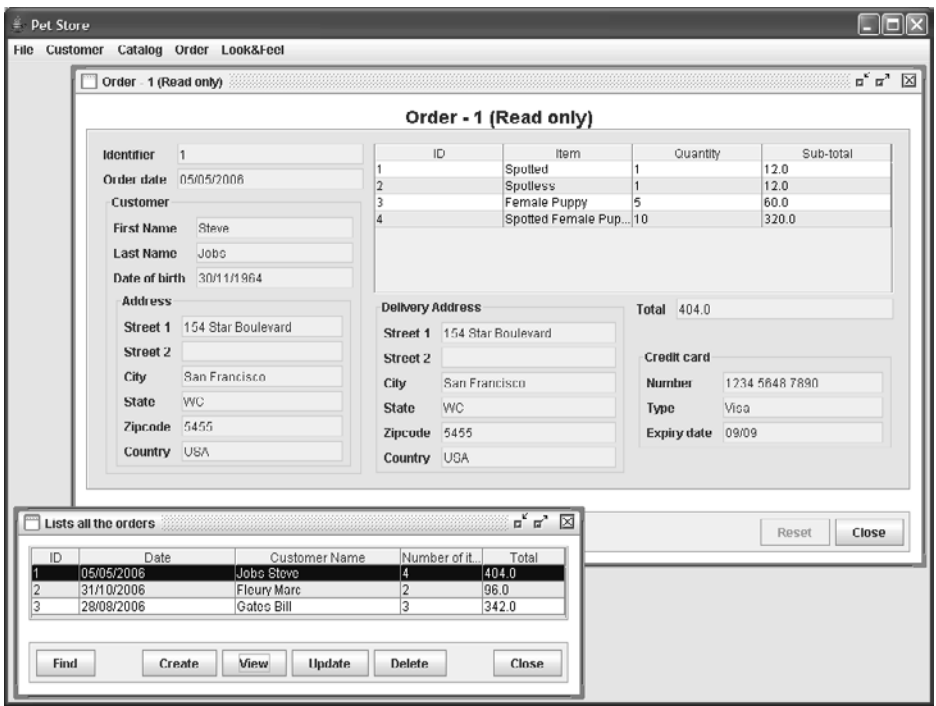 Pet Store
File Customer Catalog Order Look&Feel
Order - 1 (Read only)
Order - 1 (Read only)
Identifier 1
Order date 05/05/2006
Customer
First Name Steve
Last Name Jobs
Date of birth 30/11/1964
Address
Street 1 154 Star Boulevard
Street 2
City San Francisco
State WC
Zipcode 5455
Country USA
ID Item Quantity Sub-total
1 Spotted 1 12.0
2 Spotless 1 12.0
3 Female Puppy 5 60.0
4 Spotted Female Pup... 10 320.0
Delivery Address
Street 1 154 Star Boulevard
Street 2
City San Francisco
State WC
Zipcode 5455
Country USA
Total 404.0
Credit card
Number 1234 5648 7890
Type Visa
Expiry date 09/09
Reset Close
Lists all the orders
ID Date Customer Name Number of it... Total
1 05/05/2006 Jobs Steve 4 404.0
2 31/10/2006 Fleury Marc 2 96.0
3 28/08/2006 Gates Bill 3 342.0
Find Create View Update Delete Close